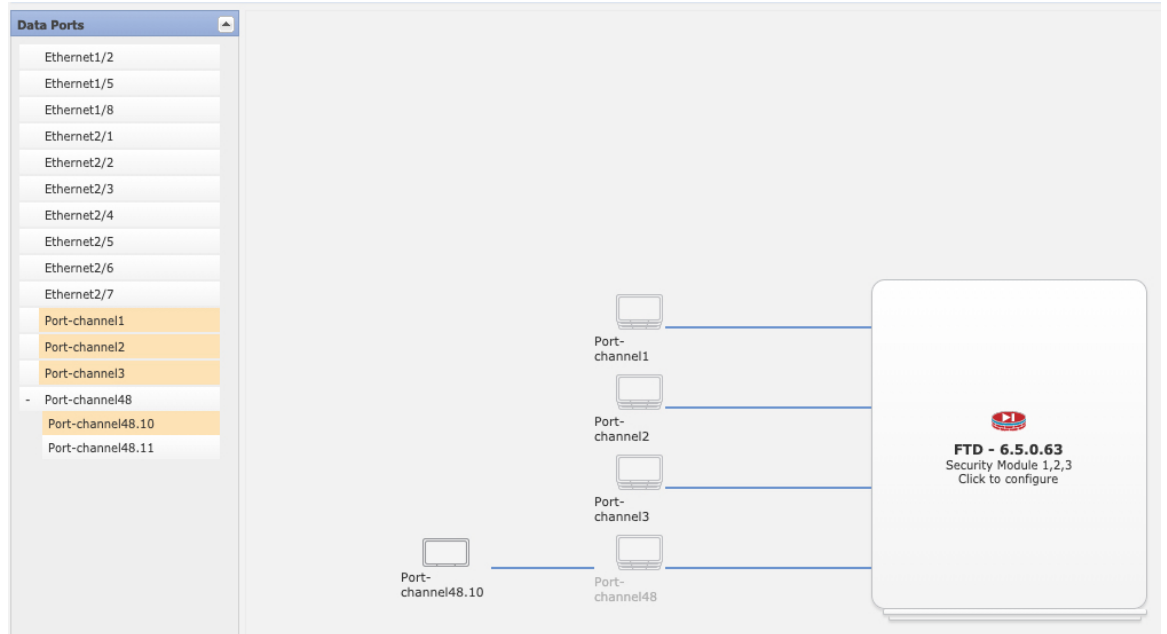 Data Ports
Ethernet1/2
Ethernet1/5
Ethernet1/8
Ethernet2/1
Ethernet2/2
Ethernet2/3
Ethernet2/4
Ethernet2/5
Ethernet2/6
Ethernet2/7
Port-channel1
Port-channel2
Port-channel3
- Port-channel48
Port-channel48.10
Port-channel48.11
Port-
channel1
Port-
channel2
Port-
channel3
Port-
channel48.10
Port-
channel48
FTD - 6.5.0.63
Security Module 1,2,3
Click to configure